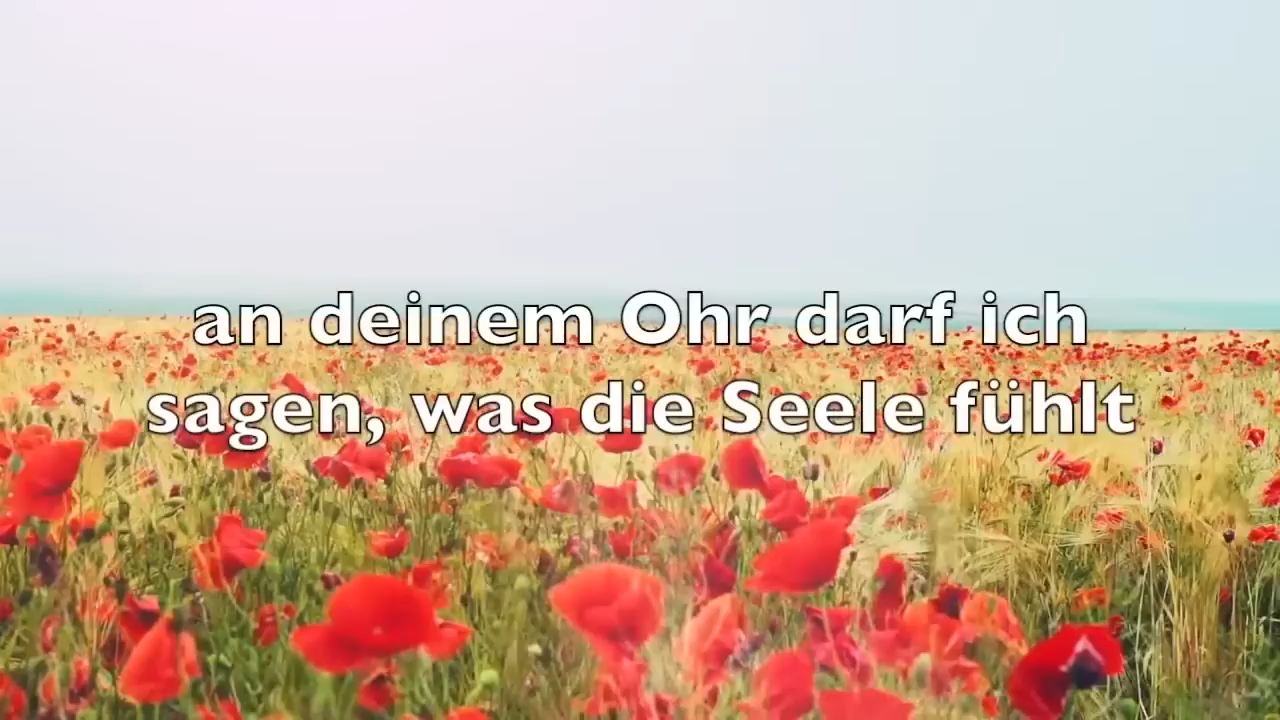 an deinem Ohr darf ich
sagen, was die Seele fühlt